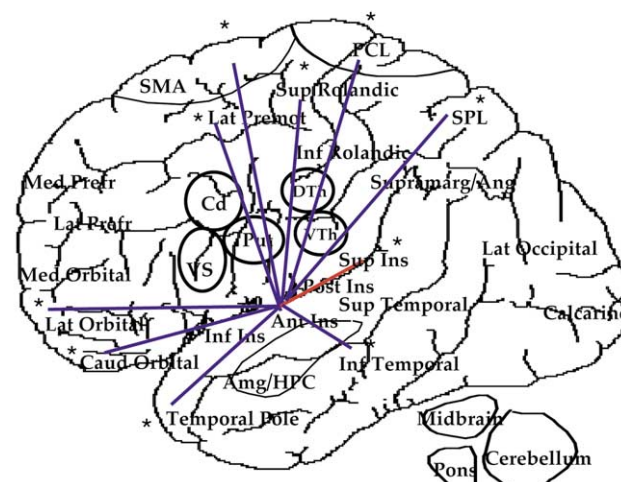 *
*
PCL
*
SMA
Sup Rolandic
*
SPL
*
Lat Premot
Inf Rolandic
Med Prefr
DTh
Supramarg/Ang
Cd
Lat Prefr
Put
VTh
*
Lat Occipital
VS
Sup Ins
Med Orbital
Post Ins
*
Sup Temporal
Calcarine
Lat Orbital
Ant Ins
Inf Ins
*
*
Caud Orbital
Inf Temporal
Amg/HPC
*
Temporal Pole
Midbrain
Cerebellum
Pons